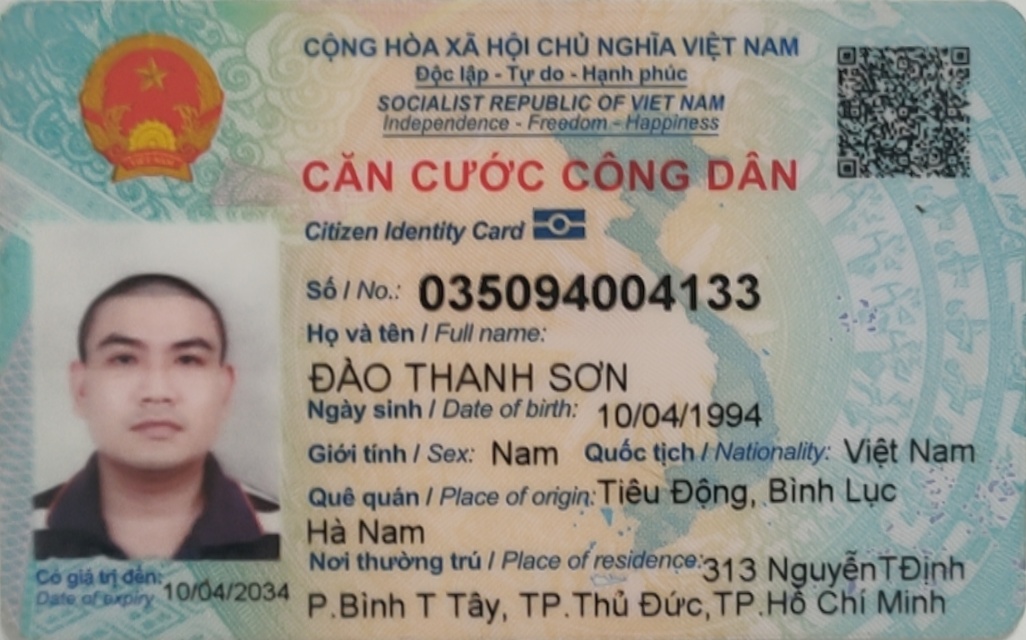 CỘNG HÒA XÃ HỘI CHỦ NGHĨA VIỆT NAM
Độc lập - Tự do - Hạnh phúc
SOCIALIST REPUBLIC OF VIET NAM
Independence - Freedom - Happiness
CĂN CƯỚC CÔNG DÂN
Citizen Identity Card
Số / No.: 035094004133
Họ và tên / Full name:
ĐÀO THANH SƠN
Ngày sinh / Date of birth: 10/04/1994
Giới tính / Sex: Nam Quốc tịch / Nationality: Việt Nam
Quê quán / Place of origin: Tiêu Động, Bình Lục
Hà Nam
Nơi thường trú / Place of residence: 313 NguyễnTĐịnh
P.Bình T Tây, TP.Thủ Đức,TP.Hồ Chí Minh
Có giá trị đến: 10/04/2034
Date of expiry
VIỆT NAM